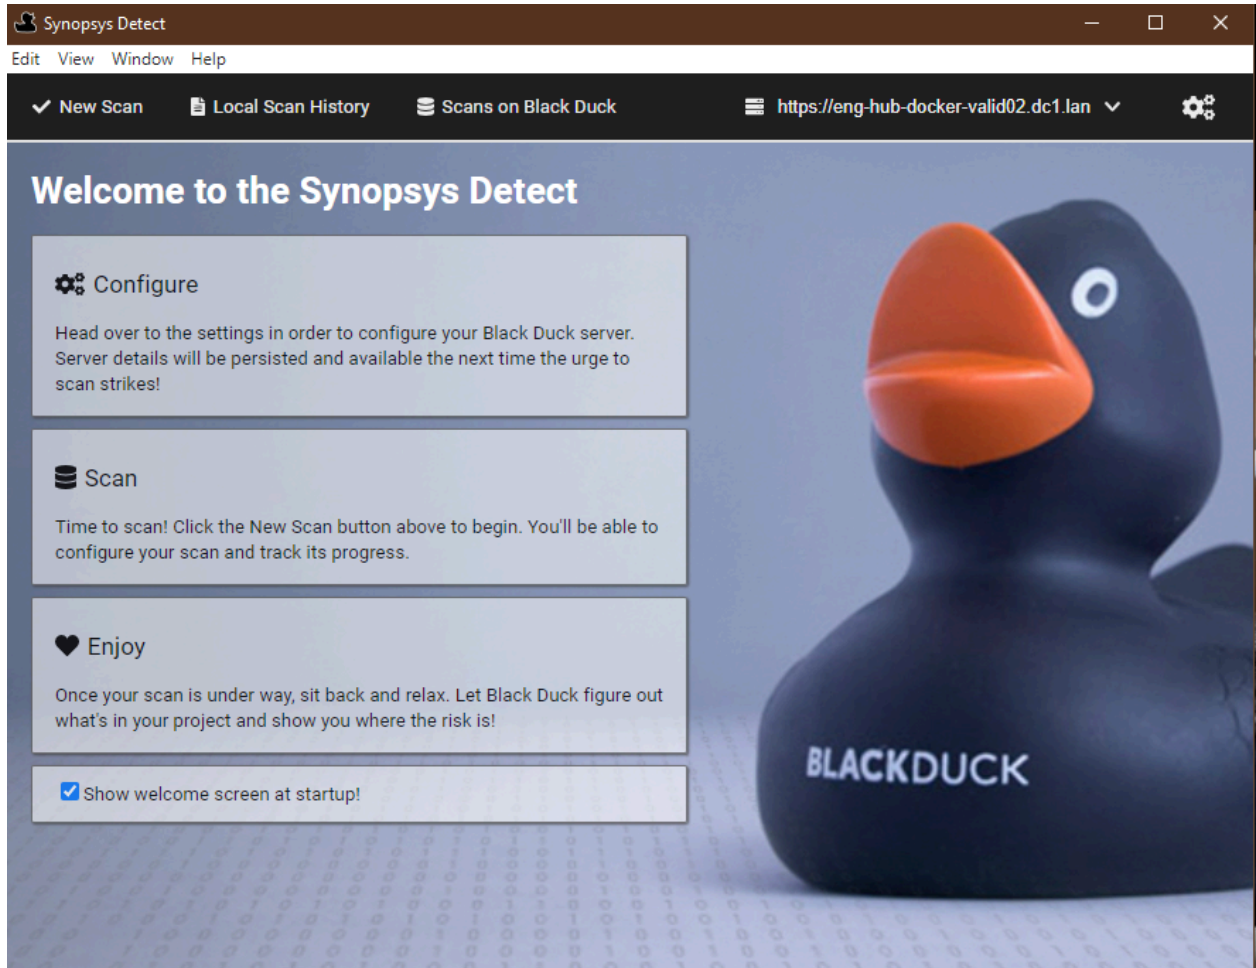 Synopsys Detect
Edit View Window Help
New Scan Local Scan History Scans on Black Duck https://eng-hub-docker-valid02.dc1.lan
Welcome to the Synopsys Detect
Configure
Head over to the settings in order to configure your Black Duck server.
Server details will be persisted and available the next time the urge to
scan strikes!
Scan
Time to scan! Click the New Scan button above to begin. You'll be able to
configure your scan and track its progress.
Enjoy
Once your scan is under way, sit back and relax. Let Black Duck figure out
what's in your project and show you where the risk is!
Show welcome screen at startup!
BLACKDUCK